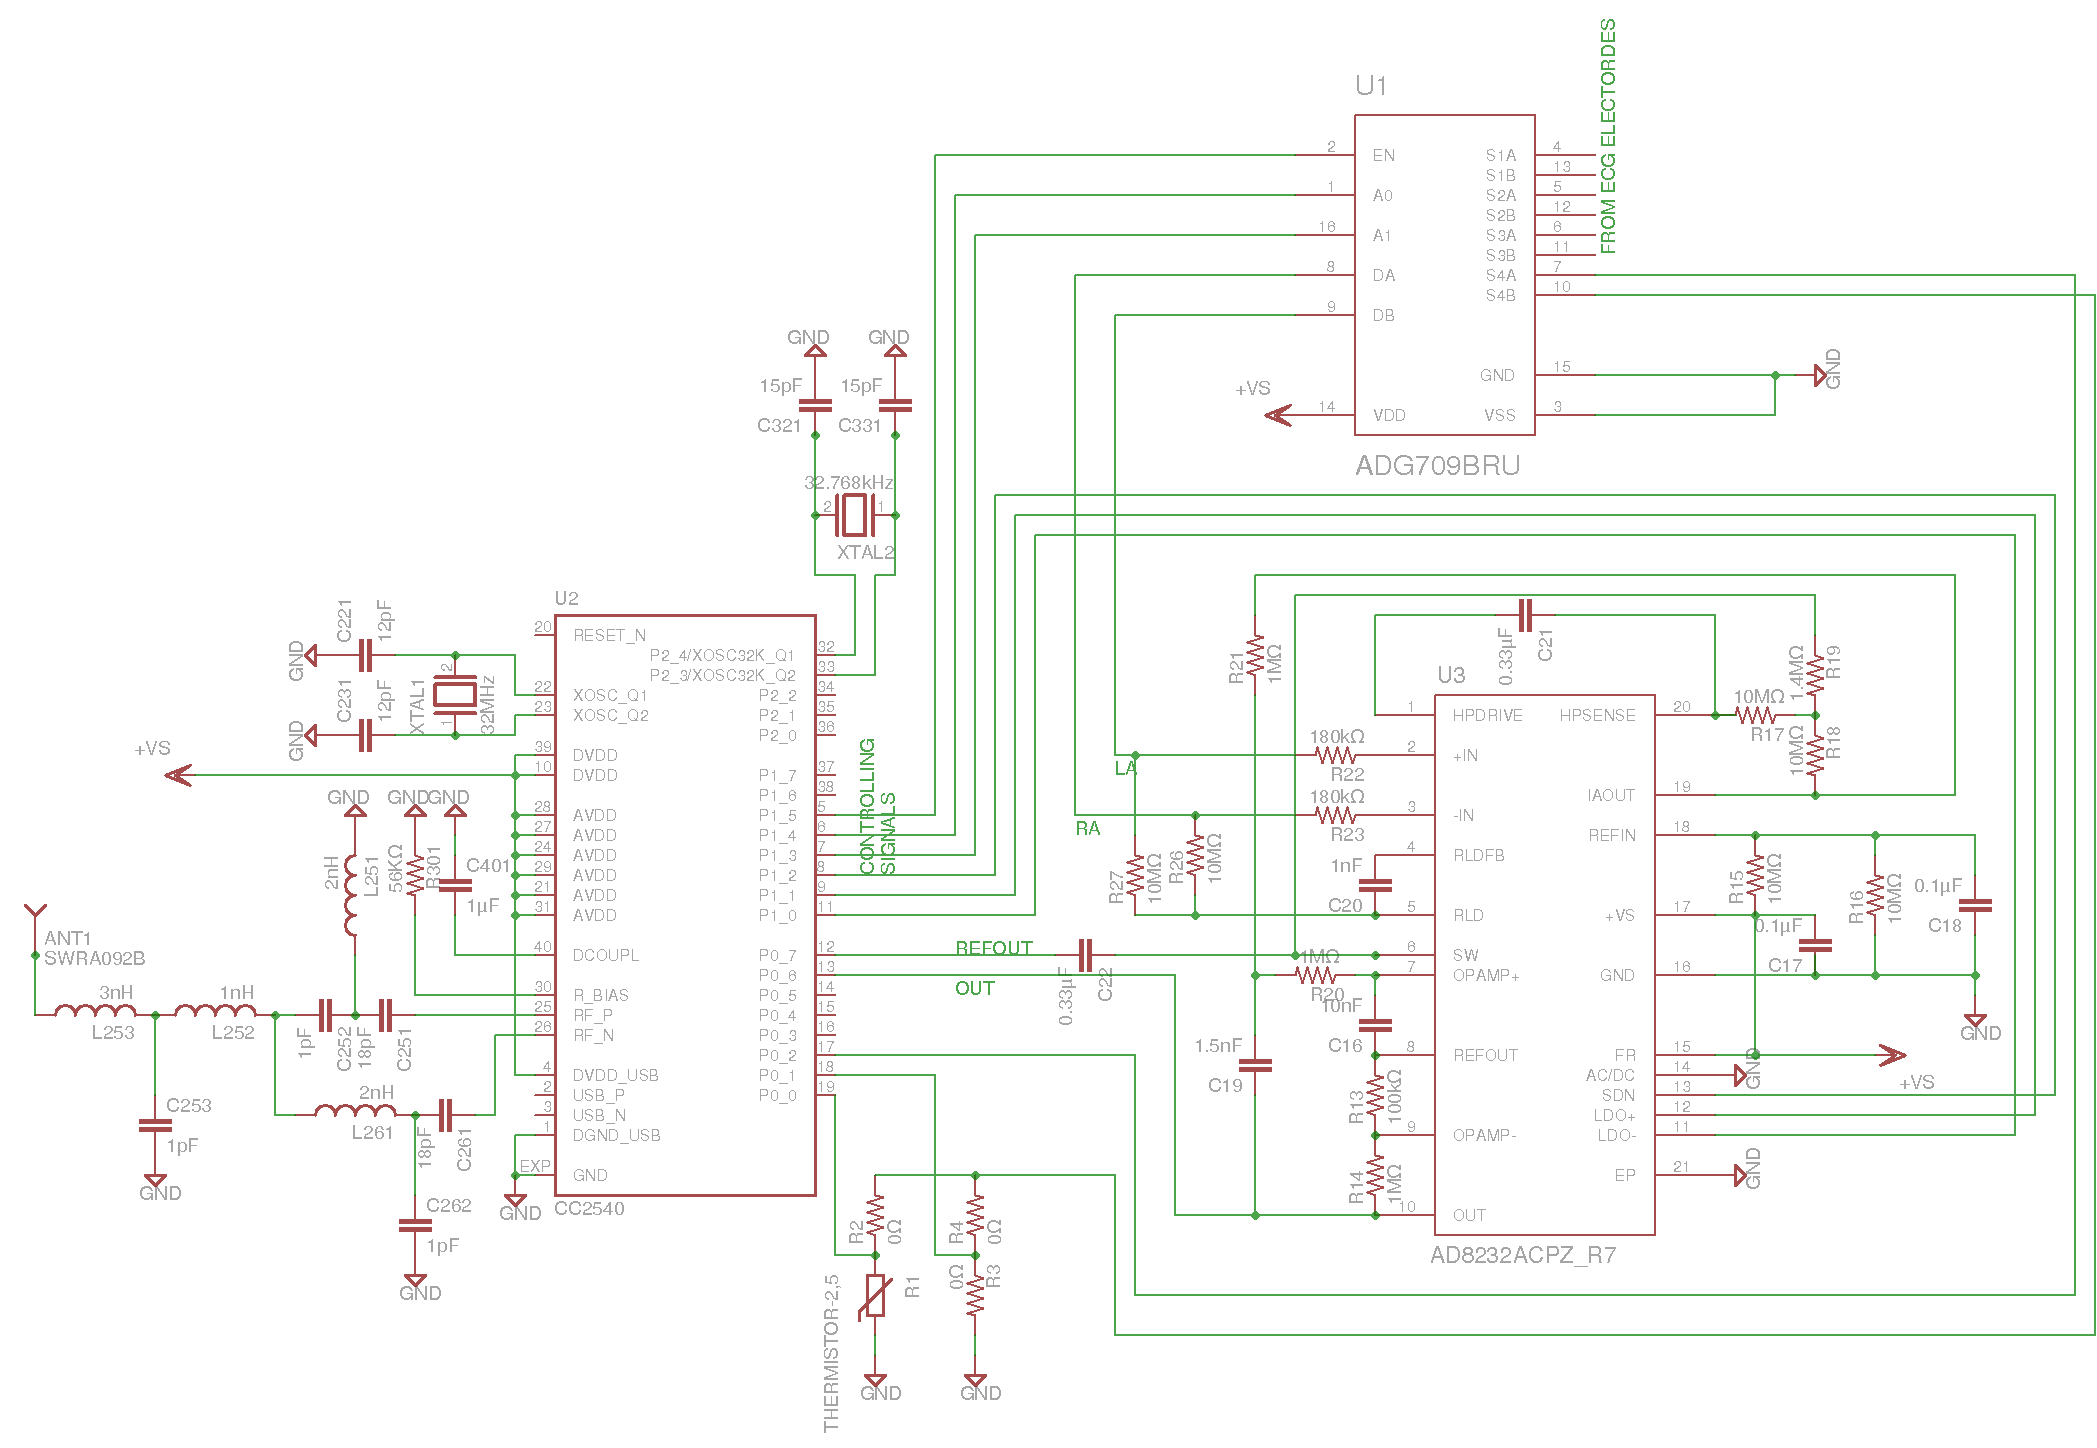 FROM ECG ELECTORDES
U1
2 EN
1 A0
16 A1
8 DA
9 DB
14 VDD
+VS
S1A 4
S1B 13
S2A 5
S2B 12
S3A 6
S3B 11
S4A 7
S4B 10
GND 15
VSS 3
GND
ADG709BRU
GND
GND
15pF
15pF
C321
C331
32.768kHz
2
1
XTAL2
U2
20 RESET_N
22 XOSC_Q1
23 XOSC_Q2
39 DVDD
10 DVDD
28 AVDD
27 AVDD
24 AVDD
29 AVDD
21 AVDD
31 AVDD
40 DCOUPL
30 R_BIAS
25 RF_P
26 RF_N
4 DVDD_USB
2 USB_P
3 USB_N
1 DGND_USB
EXP GND
P2_4/XOSC32K_Q1 32
P2_3/XOSC32K_Q2 33
P2_2 34
P2_1 35
P2_0 36
P1_7 37
P1_6 38
P1_5 5
P1_4 6
P1_3 7
P1_2 8
P1_1 9
P1_0 11
P0_7 12
P0_6 13
P0_5 14
P0_4 15
P0_3 16
P0_2 17
P0_1 18
P0_0 19
CC2540
GND
CONTROLLING
SIGNALS
GND
C221
12pF
GND
C231
12pF
XTAL1
2
1
32MHz
+VS
GND
GND
GND
2nH
L251
56KΩ
R301
C401
1µF
ANT1
SWRA092B
3nH
L253
1nH
L252
1pF
C252
18pF
C251
C253
1pF
GND
2nH
L261
18pF
C261
C262
1pF
GND
REFOUT
OUT
0.33µF
C22
R2
0Ω
R4
0Ω
0Ω
R3
R1
THERMISTOR-2,5
GND
GND
LA
RA
R27
10MΩ
R26
10MΩ
R21
1MΩ
180kΩ
R22
180kΩ
R23
1nF
C20
1MΩ
R20
10nF
C16
1.5nF
C19
R13
100kΩ
R14
1MΩ
0.33µF
C21
U3
1 HPDRIVE
2 +IN
3 -IN
4 RLDFB
5 RLD
6 SW
7 OPAMP+
8 REFOUT
9 OPAMP-
10 OUT
HPSENSE 20
IAOUT 19
REFIN 18
+VS 17
GND 16
FR 15
AC/DC 14
SDN 13
LDO+ 12
LDO- 11
EP 21
AD8232ACPZ_R7
10MΩ
R17
1.4MΩ
R19
10MΩ
R18
R15
10MΩ
R16
10MΩ
0.1µF
C18
0.1µF
C17
GND
GND
+VS
GND